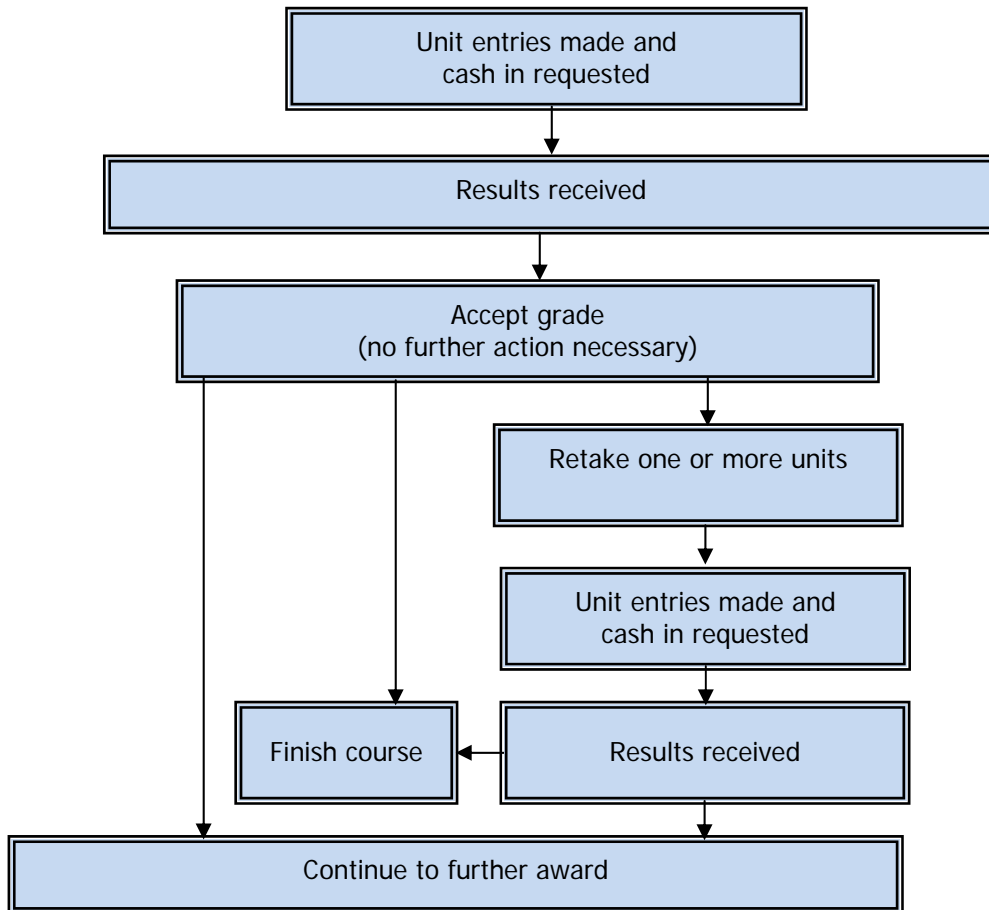 Unit entries made and
cash in requested
Results received
Accept grade
(no further action necessary)
Retake one or more units
Unit entries made and
cash in requested
Finish course
Results received
Continue to further award